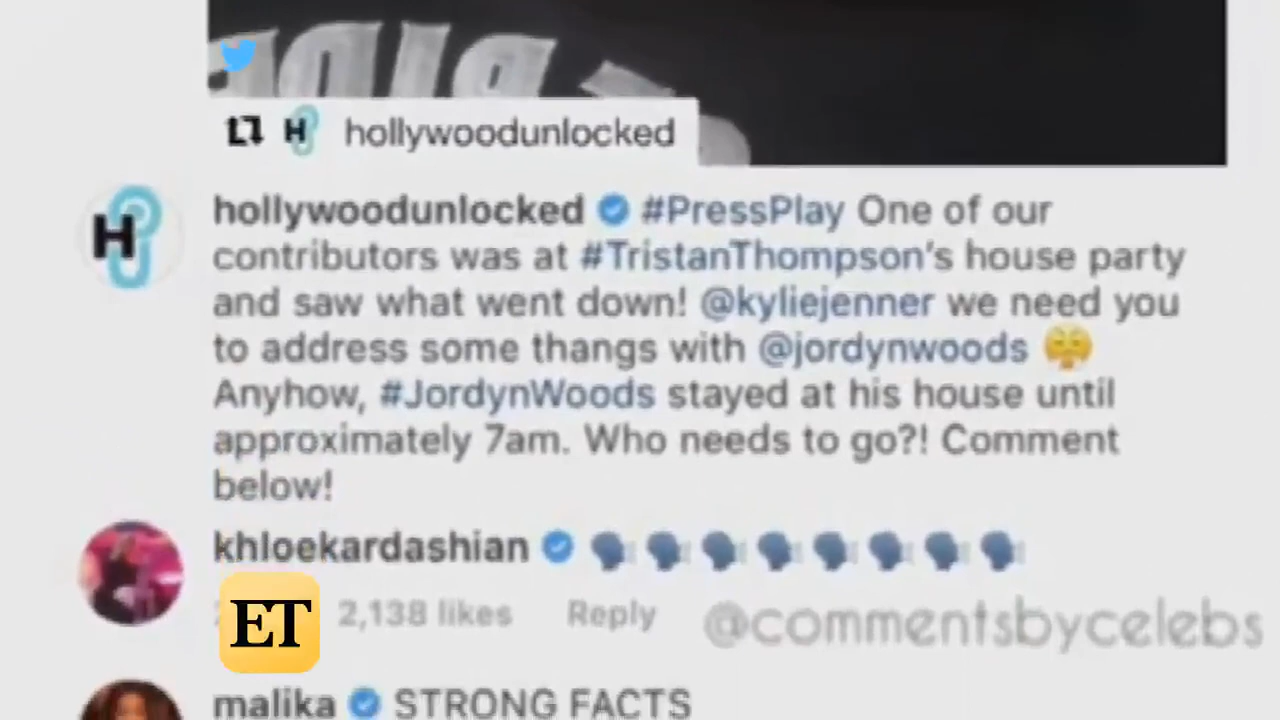 hollywoodunlocked
hollywoodunlocked #PressPlay One of our
contributors was at #TristanThompson's house party
and saw what went down! @kyliejenner we need you
to address some thangs with @jordynwoods 😤
Anyhow, #JordynWoods stayed at his house until
approximately 7am. Who needs to go?! Comment
below!
khloekardashian 🗣🗣🗣🗣🗣🗣🗣🗣
ET 2,138 likes Reply @commentsbycelebs
malika STRONG FACTS